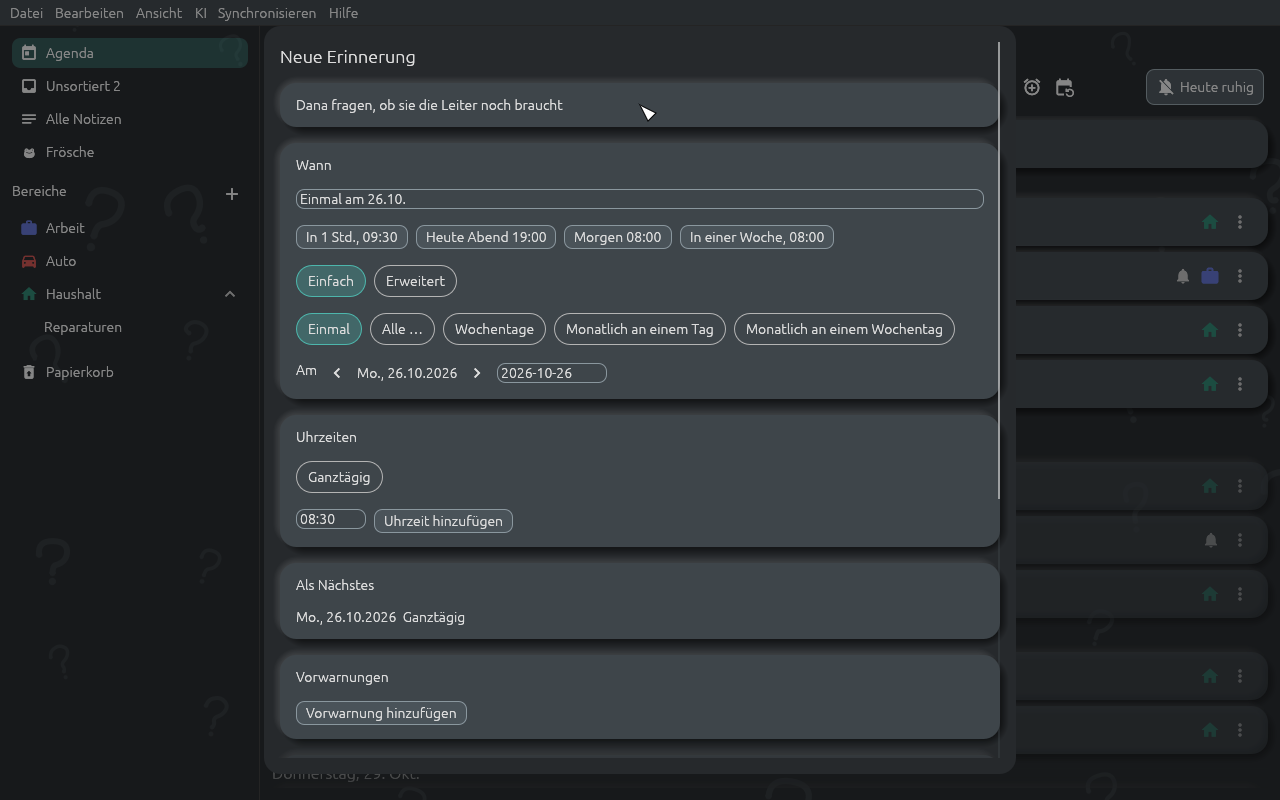 Datei Bearbeiten Ansicht KI Synchronisieren Hilfe
Agenda
Unsortiert 2
Alle Notizen
Frösche
Bereiche
Arbeit
Auto
Haushalt
Reparaturen
Papierkorb
Heute ruhig
Neue Erinnerung
Dana fragen, ob sie die Leiter noch braucht
Wann
Einmal am 26.10.
In 1 Std., 09:30 Heute Abend 19:00 Morgen 08:00 In einer Woche, 08:00
Einfach Erweitert
Einmal Alle … Wochentage Monatlich an einem Tag Monatlich an einem Wochentag
Am Mo., 26.10.2026 2026-10-26
Uhrzeiten
Ganztägig
08:30 Uhrzeit hinzufügen
Als Nächstes
Mo., 26.10.2026 Ganztägig
Vorwarnungen
Vorwarnung hinzufügen
Donnerstag, 29. Okt.